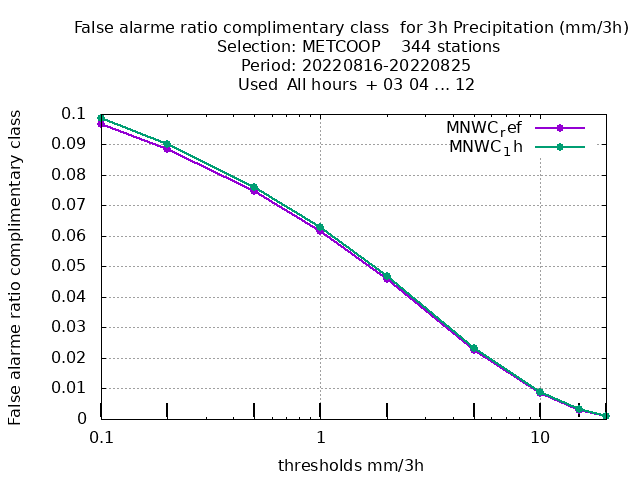 False alarme ratio complimentary class  for 3h Precipitation (mm/3h)
Selection: METCOOP    344 stations
Period: 20220816-20220825
Used  All hours  + 03 04 ... 12
False alarme ratio complimentary class
0.1
0.09
0.08
0.07
0.06
0.05
0.04
0.03
0.02
0.01
0
MNWCref
MNWC1h
0.1 1 10
thresholds mm/3h